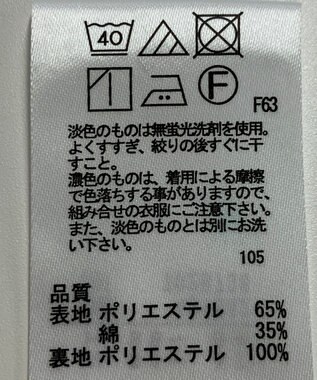 40
F
F63
淡色のものは無蛍光洗剤を使用。
よくすすぎ、絞りの後すぐに干
すこと。
濃色のものは、着用による摩擦
で色落ちする事がありますので、
組み合せの衣服にご注意下さい。
また、淡色のものとは別にお洗
い下さい。
105
品質
表地 ポリエステル 65%
綿 35%
裏地 ポリエステル 100%